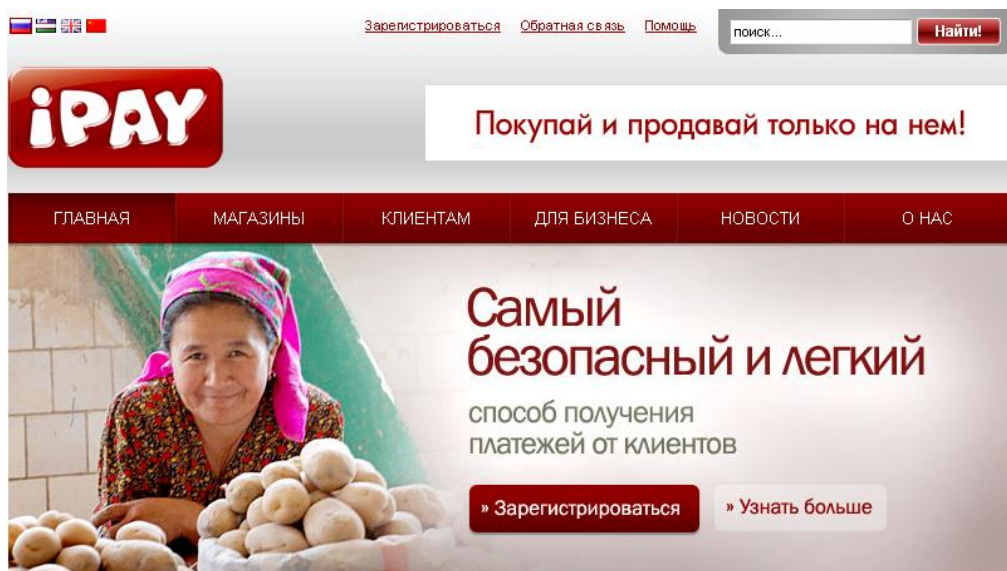 Зарегистрироваться Обратная связь Помощь поиск... Найти!
iPAY
Покупай и продавай только на нем!
ГЛАВНАЯ МАГАЗИНЫ КЛИЕНТАМ ДЛЯ БИЗНЕСА НОВОСТИ О НАС
Самый
безопасный и легкий
способ получения
платежей от клиентов
» Зарегистрироваться » Узнать больше